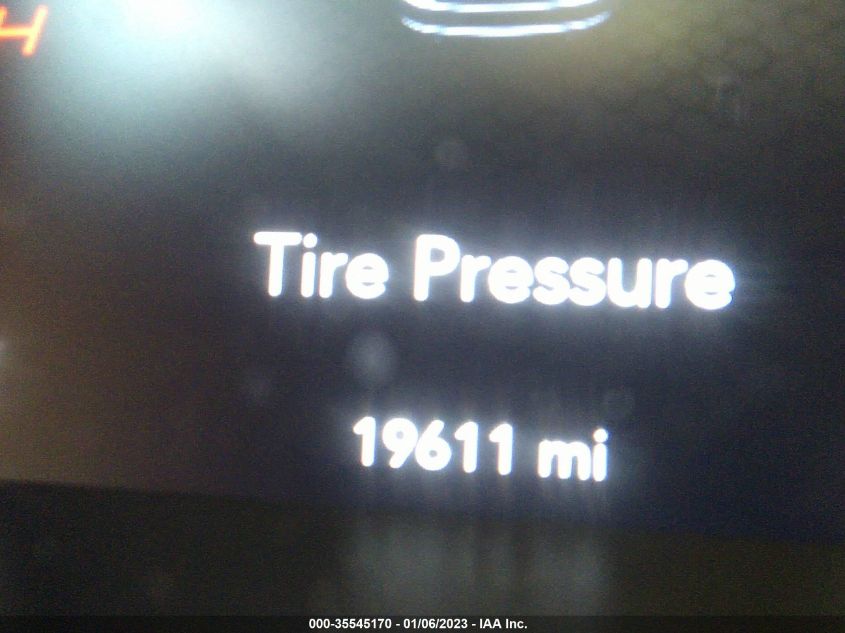 H
Tire Pressure
19611 mi
000-35545170 - 01/06/2023 - IAA Inc.